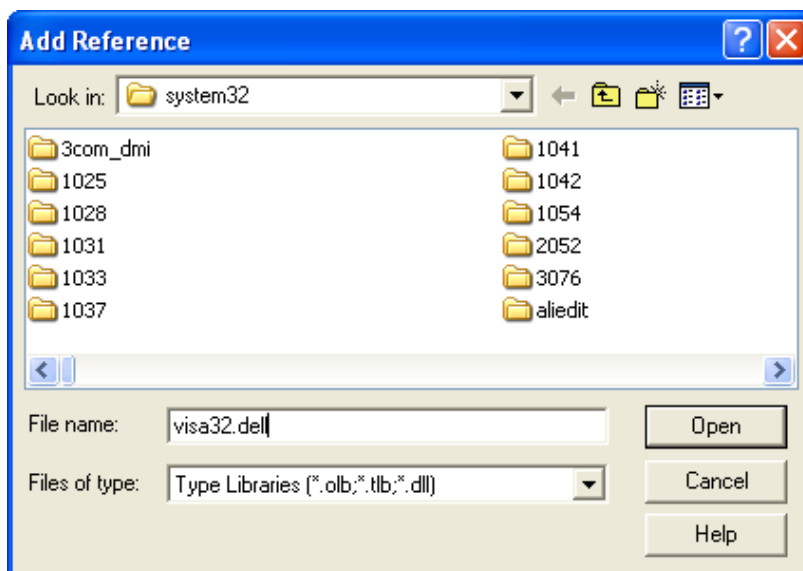 Add Reference
Look in: system32
3com_dmi
1025
1028
1031
1033
1037
1041
1042
1054
2052
3076
aliedit
File name: visa32.dell Open
Files of type: Type Libraries (*.olb;*.tlb;*.dll) Cancel
Help